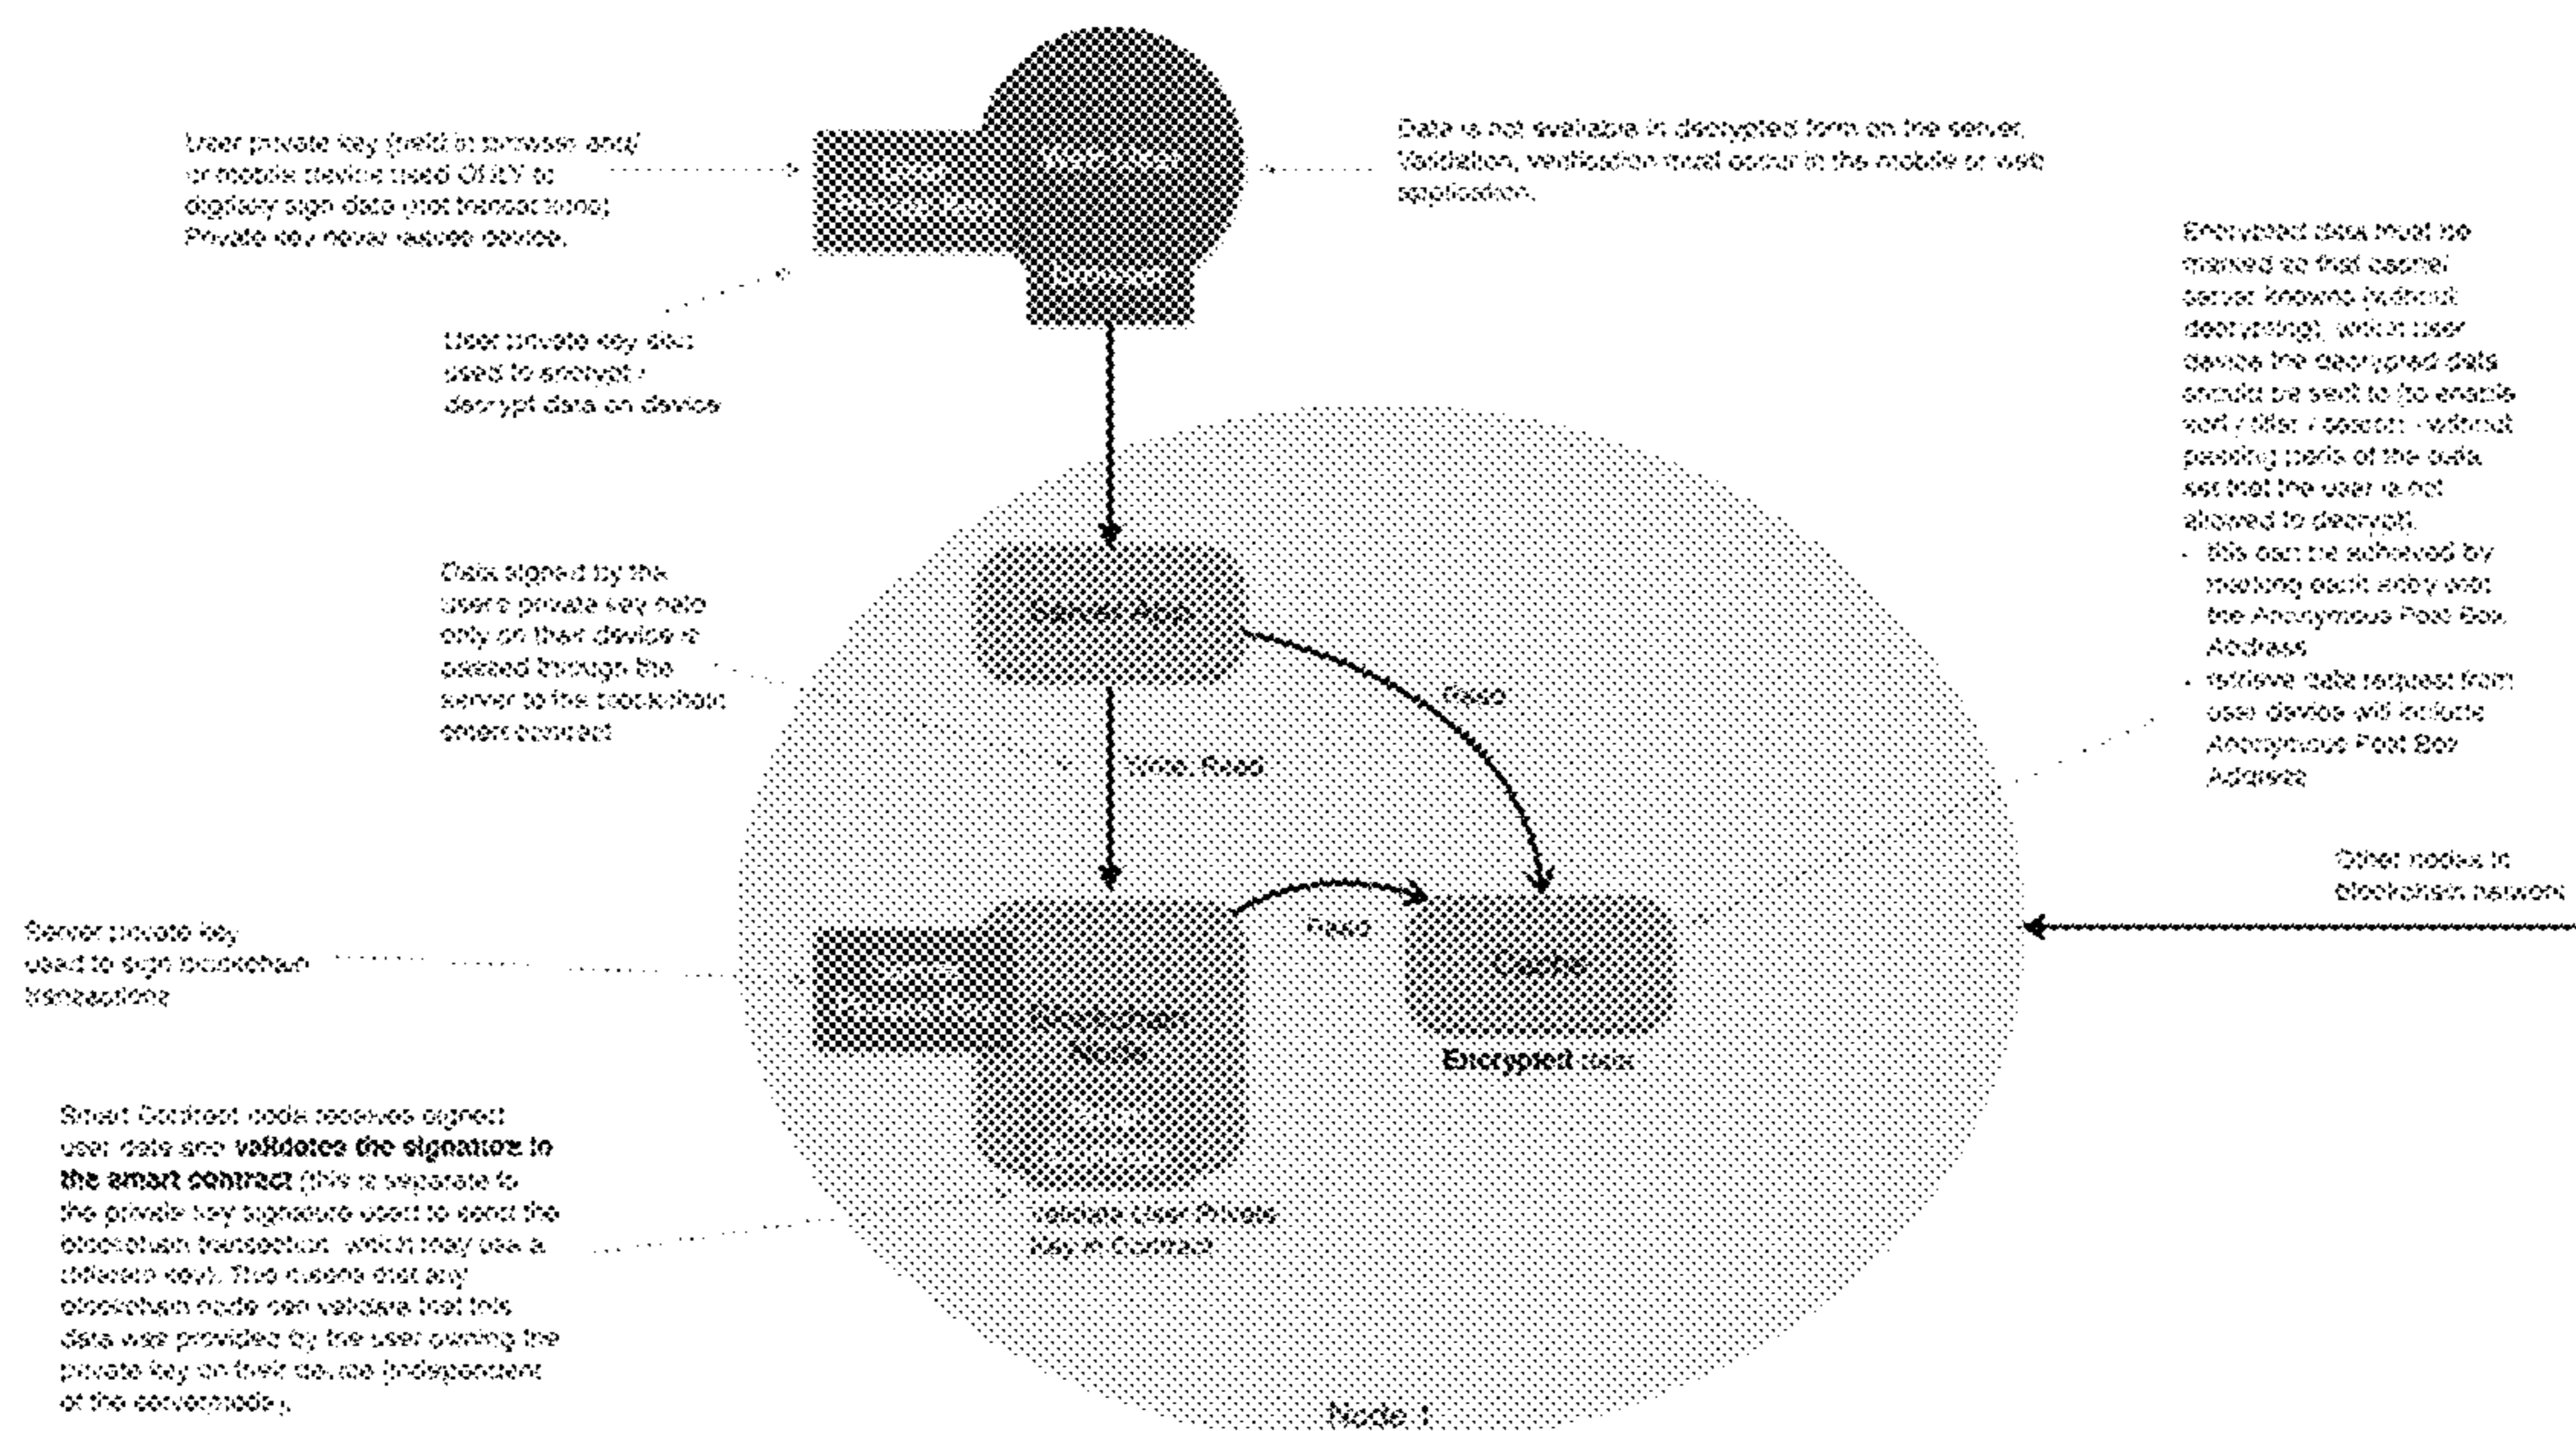 User private key (held in browser and/
or mobile device used ONLY to
digitally sign data (not transactions)
Private key never leaves device.
Data is not available in decrypted form on the server.
Validation, verification must occur in the mobile or web
application.
User private key also
used to encrypt /
decrypt data on device
Encrypted data must be
marked so that cache/
server knowns (without
decrypting), which user
device the decrypted data
should be sent to (to enable
sort / filter / search - without
passing parts of the data
set that the user is not
allowed to decrypt).
- this can be achieved by
marking each entry with
the Anonymous Post Box
Address
- retrieve data request from
user device will include
Anonymous Post Box
Address
Data signed by the
users private key held
only on their device is
passed through the
server to the blockchain
smart contract
Server App
Read
Write, Read
Other nodes in
blockchain network
Server private key
used to sign blockchain
transactions
Read
Cache
Encrypted data
Blockchain
Node
Smart Contract code receives signed
user data and validates the signature in
the smart contract (this is separate to
the private key signature used to send the
blockchain transaction, which may use a
different key). This means that any
blockchain node can validate that this
data was provided by the user owning the
private key on their device (independent
of the server/node).
Validate User Private
Key in Contract
Node 1